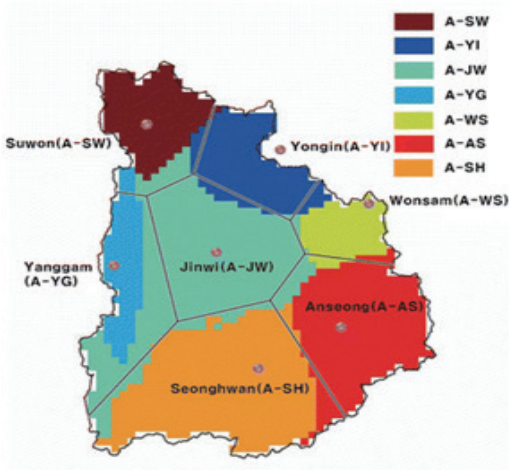 A-SW
A-YI
A-JW
A-YG
A-WS
A-AS
A-SH
Suwon(A-SW)
Yongin(A-YI)
Wonsam(A-WS)
Yanggam
(A-YG)
Jinwi(A-JW)
Anseong(A-AS)
Seonghwan(A-SH)